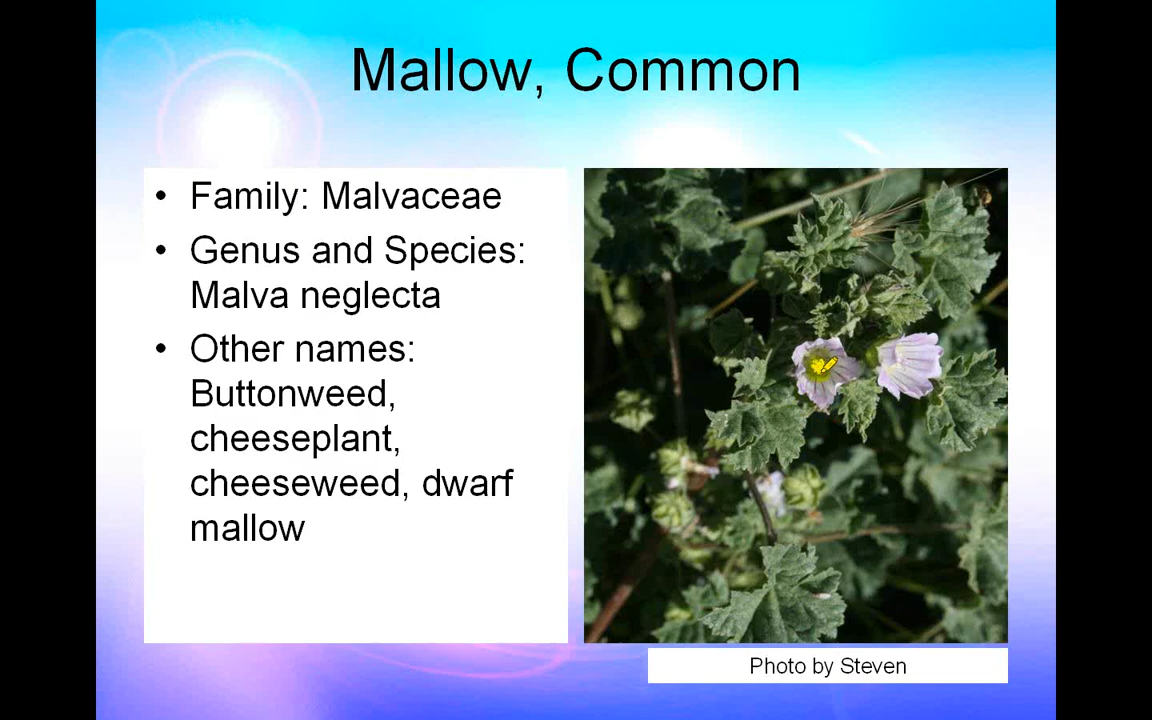 Mallow, Common
• Family: Malvaceae
• Genus and Species:
Malva neglecta
• Other names:
Buttonweed,
cheeseplant,
cheeseweed, dwarf
mallow
Photo by Steven